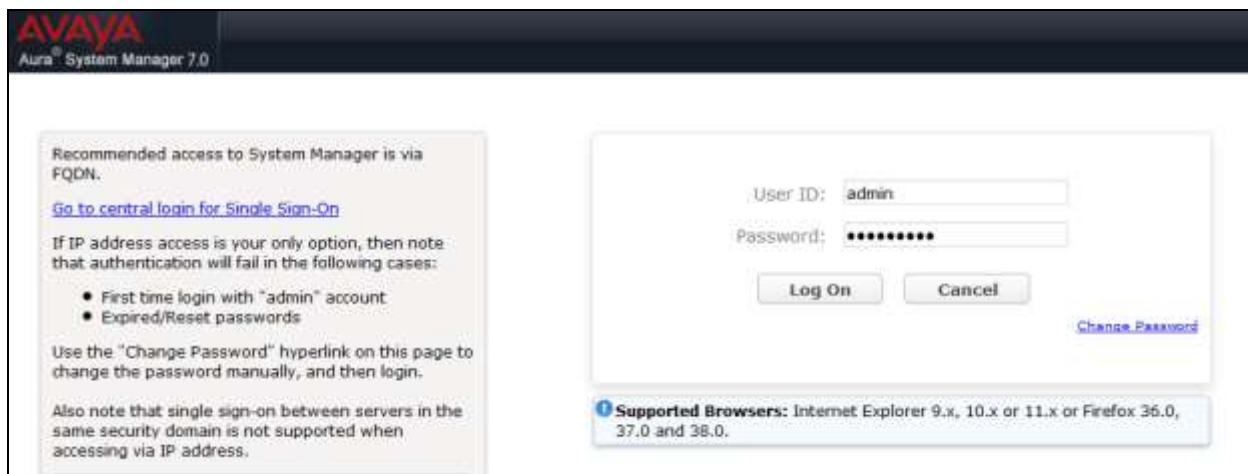 AVAYA
Aura® System Manager 7.0
Recommended access to System Manager is via
FQDN.
Go to central login for Single Sign-On
If IP address access is your only option, then note
that authentication will fail in the following cases:
● First time login with "admin" account
● Expired/Reset passwords
Use the "Change Password" hyperlink on this page to
change the password manually, and then login.
Also note that single sign-on between servers in the
same security domain is not supported when
accessing via IP address.
User ID: admin
Password: ●●●●●●●●●
Log On Cancel
Change Password
Supported Browsers: Internet Explorer 9.x, 10.x or 11.x or Firefox 36.0,
37.0 and 38.0.